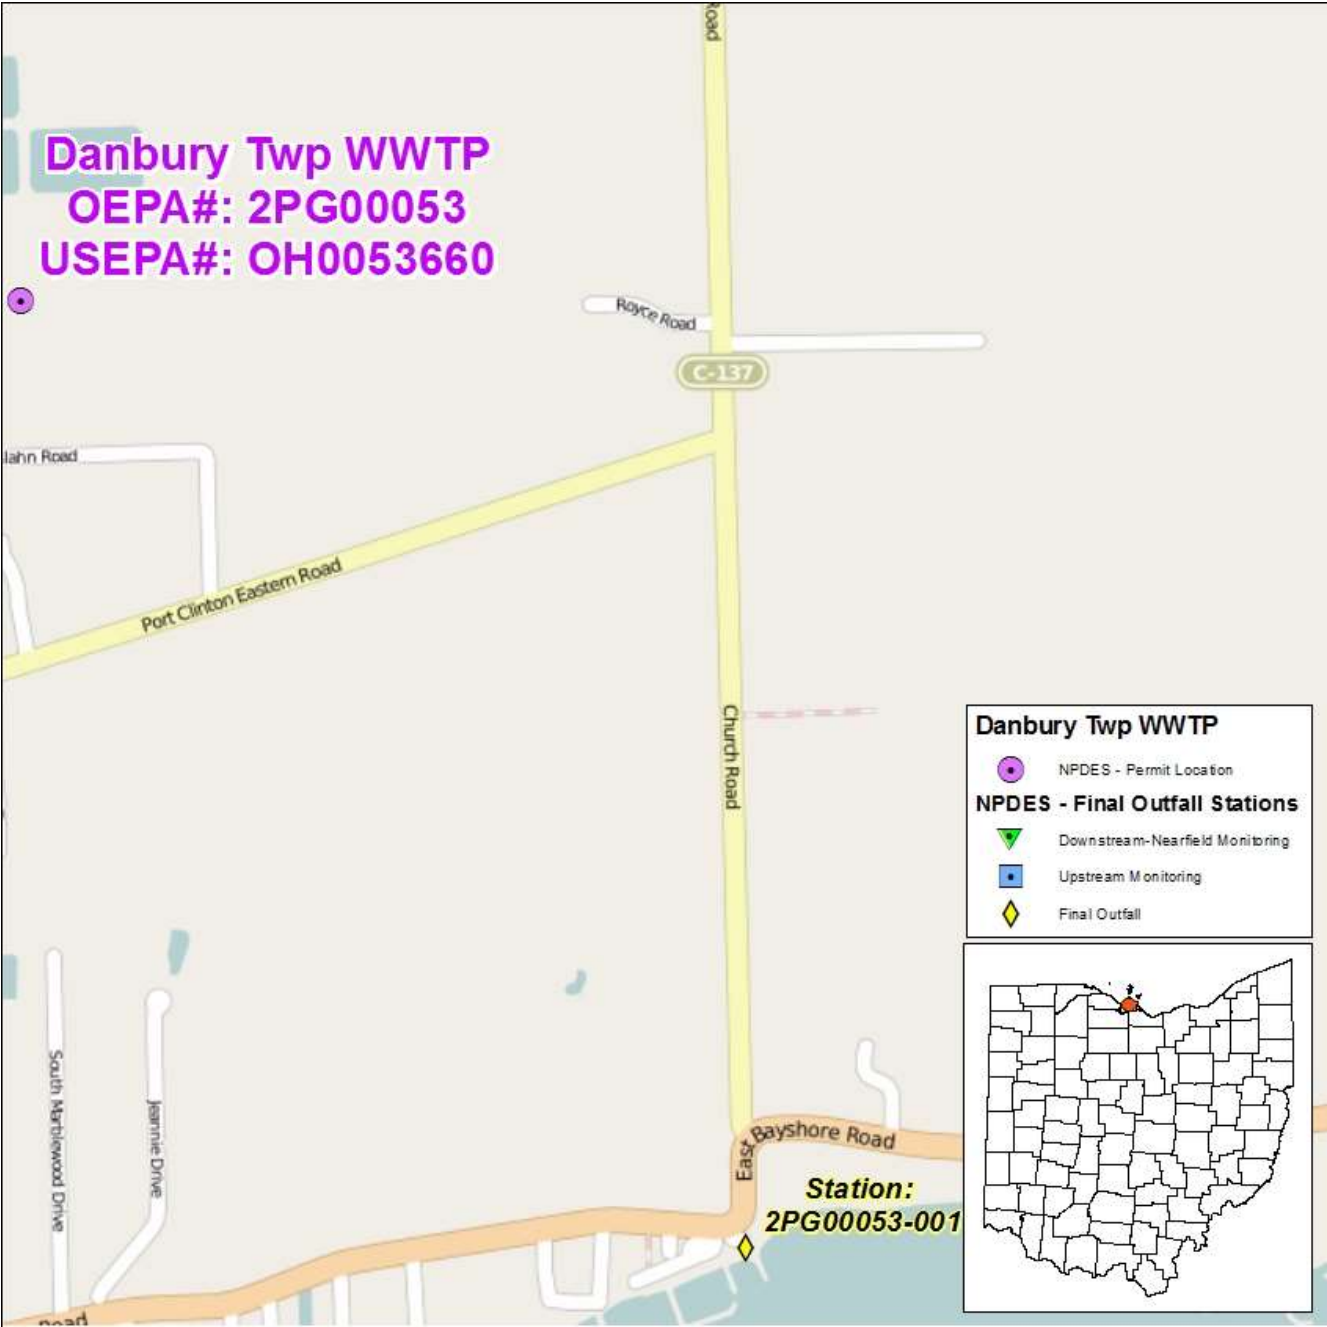 Road
Danbury Twp WWTP
OEPA#: 2PG00053
USEPA#: OH0053660
Royce Road
C-137
Jahn Road
Port Clinton Eastern Road
Church Road
Danbury Twp WWTP
NPDES - Permit Location
NPDES - Final Outfall Stations
Downstream-Nearfield Monitoring
Upstream Monitoring
Final Outfall
South Marblewood Drive
Jeannie Drive
East Bayshore Road
Station:
2PG00053-001
Road